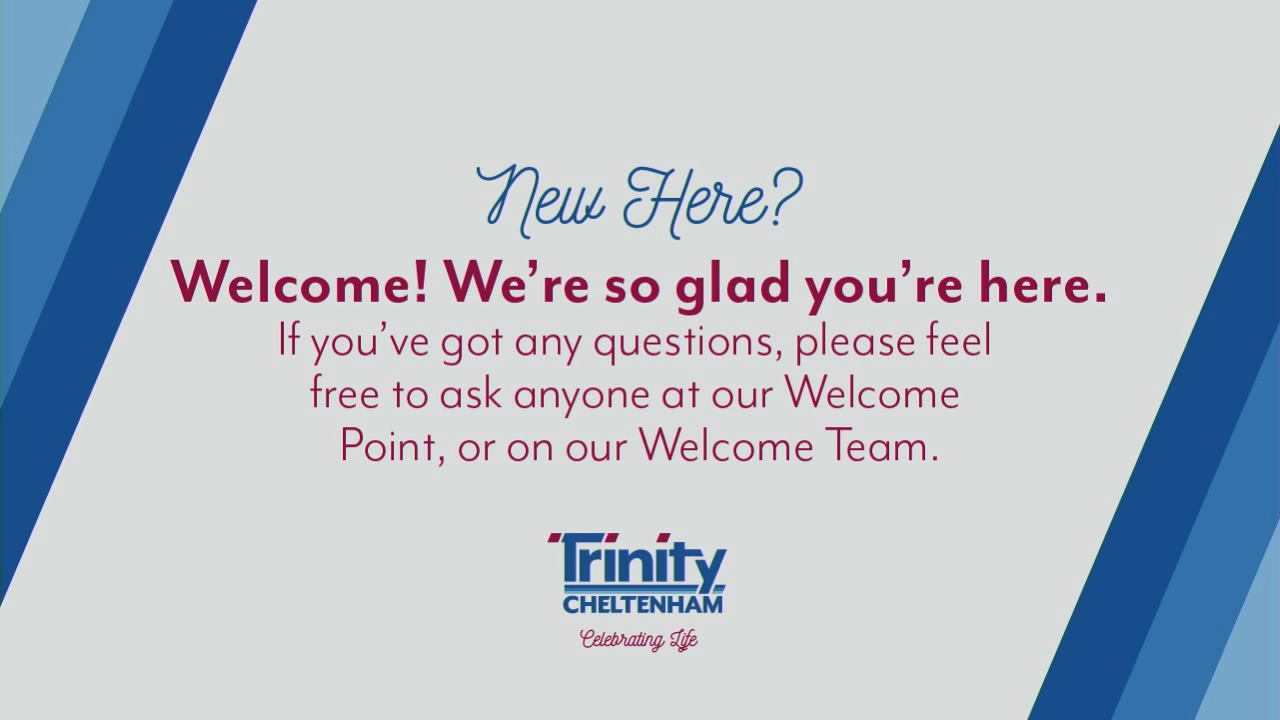 New Here?
Welcome! We're so glad you're here.
If you've got any questions, please feel
free to ask anyone at our Welcome
Point, or on our Welcome Team.
Trinity
CHELTENHAM
Celebrating Life